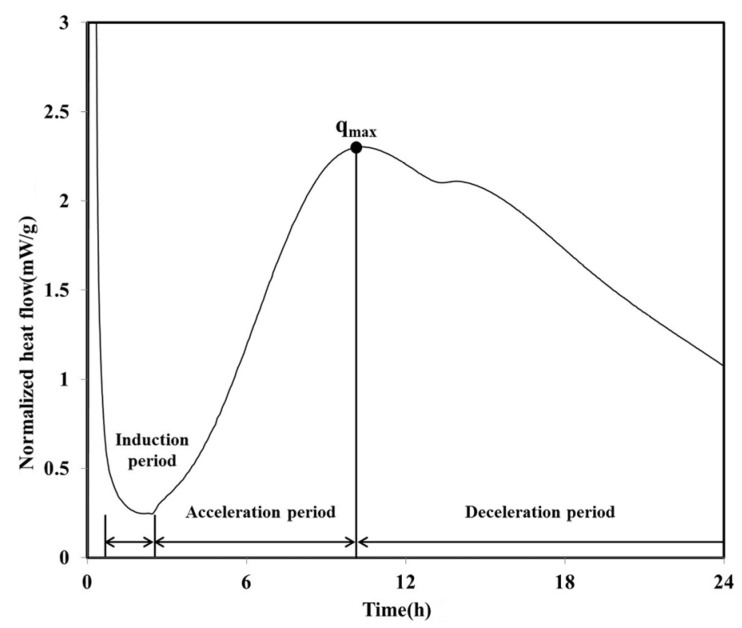 3
2.5
2
1.5
1
0.5
0
Normalized heat flow(mW/g)
qmax
Induction
period
Acceleration period
Deceleration period
0 6 12 18 24
Time(h)